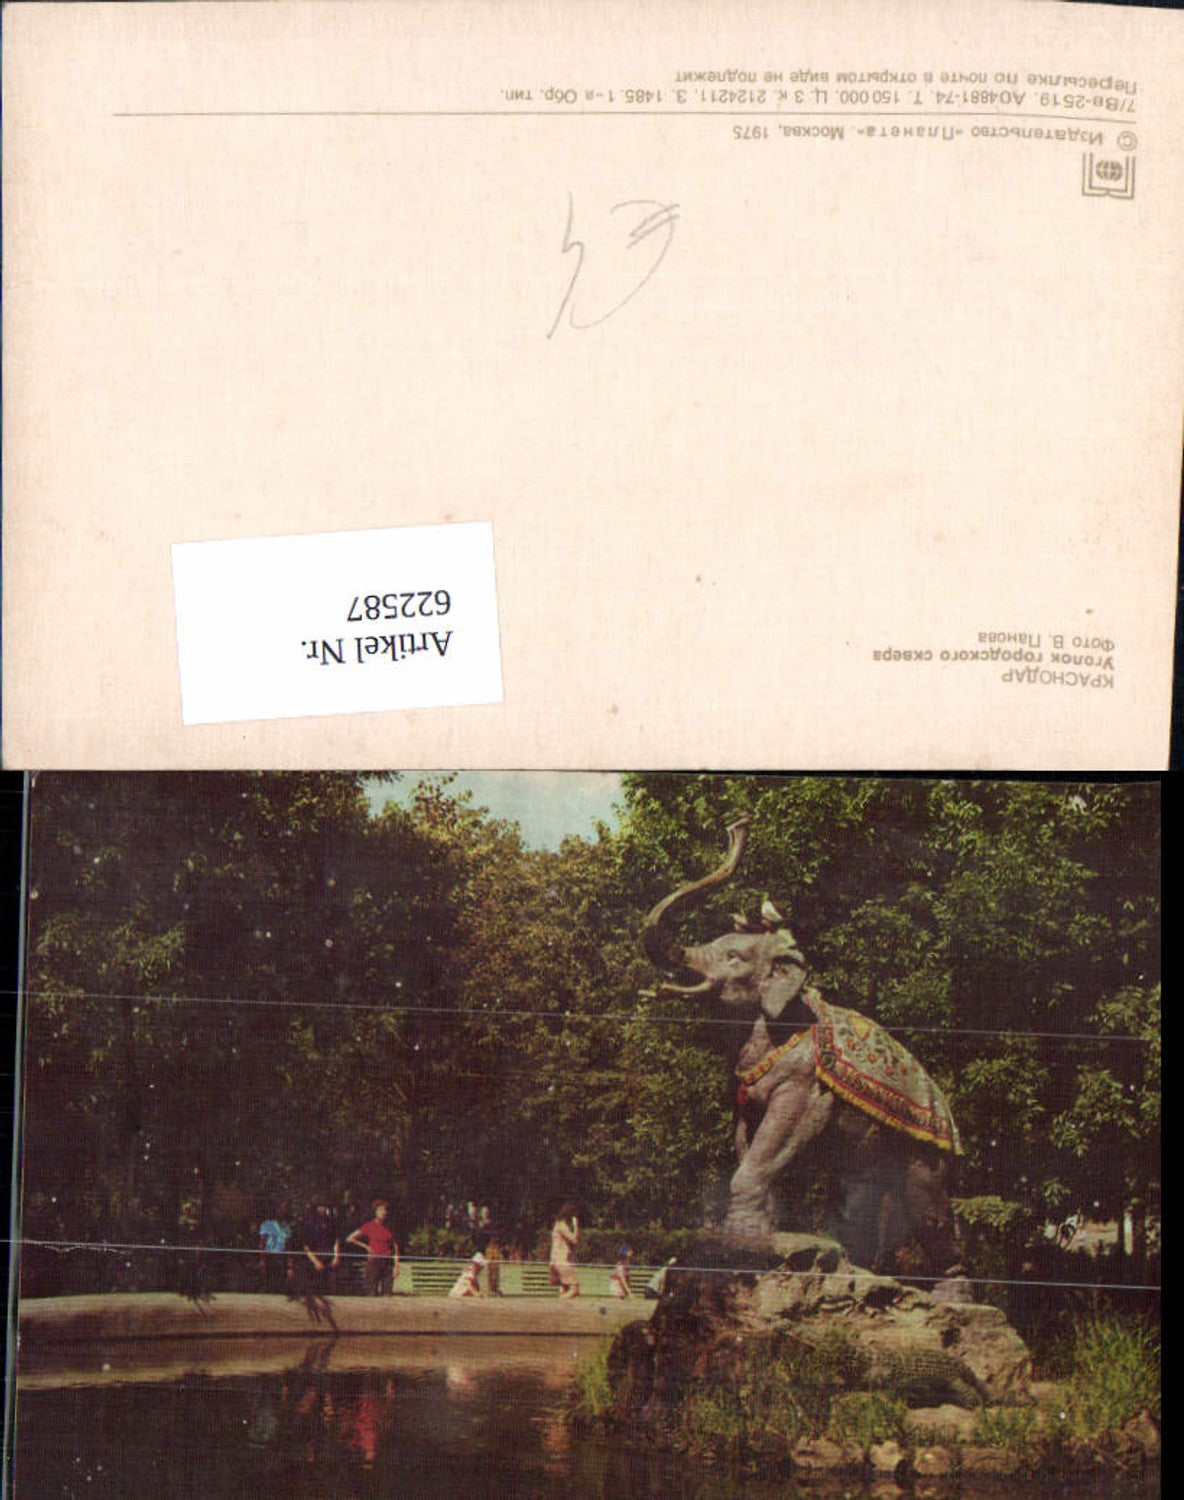 КРАСНОДАР
Уголок городского сквера
Фото В. Панова
Artikel Nr.
622587
© Издательство «Планета». Москва, 1975
7/Вв-2519. АО4881-74. Т. 150 000. Ц. 3 к. 2124211. З. 1485. 1-я Обр. тип.
Пересылке по почте в открытом виде не подлежит